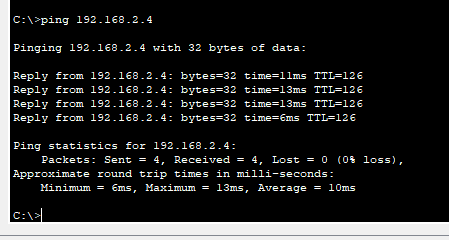 C:\>ping 192.168.2.4
Pinging 192.168.2.4 with 32 bytes of data:
Reply from 192.168.2.4: bytes=32 time=11ms TTL=126
Reply from 192.168.2.4: bytes=32 time=13ms TTL=126
Reply from 192.168.2.4: bytes=32 time=13ms TTL=126
Reply from 192.168.2.4: bytes=32 time=6ms TTL=126
Ping statistics for 192.168.2.4:
    Packets: Sent = 4, Received = 4, Lost = 0 (0% loss),
Approximate round trip times in milli-seconds:
    Minimum = 6ms, Maximum = 13ms, Average = 10ms
C:\>